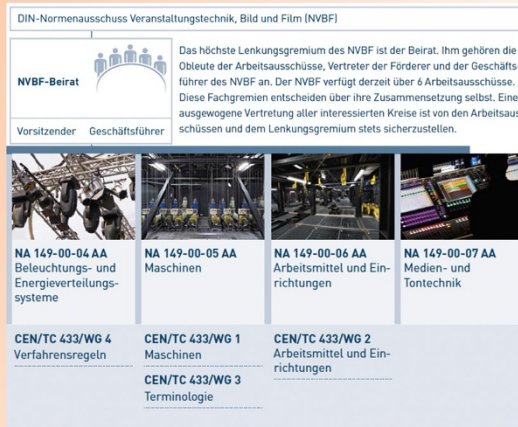 DIN-Normenausschuss Veranstaltungstechnik, Bild und Film (NVBF)
NVBF-Beirat
Vorsitzender Geschäftsführer
Das höchste Lenkungsgremium des NVBF ist der Beirat. Ihm gehören die
Obleute der Arbeitsausschüsse, Vertreter der Förderer und der Geschäfts-
führer des NVBF an. Der NVBF verfügt derzeit über 6 Arbeitsausschüsse.
Diese Fachgremien entscheiden über ihre Zusammensetzung selbst. Eine
ausgewogene Vertretung aller interessierten Kreise ist von den Arbeitsaus
schüssen und dem Lenkungsgremium stets sicherzustellen.
NA 149-00-04 AA
Beleuchtungs- und
Energieverteilungs-
systeme
NA 149-00-05 AA
Maschinen
NA 149-00-06 AA
Arbeitsmittel und Ein-
richtungen
NA 149-00-07 AA
Medien- und
Tontechnik
CEN/TC 433/WG 4
Verfahrensregeln
CEN/TC 433/WG 1
Maschinen
CEN/TC 433/WG 3
Terminologie
CEN/TC 433/WG 2
Arbeitsmittel und Ein-
richtungen